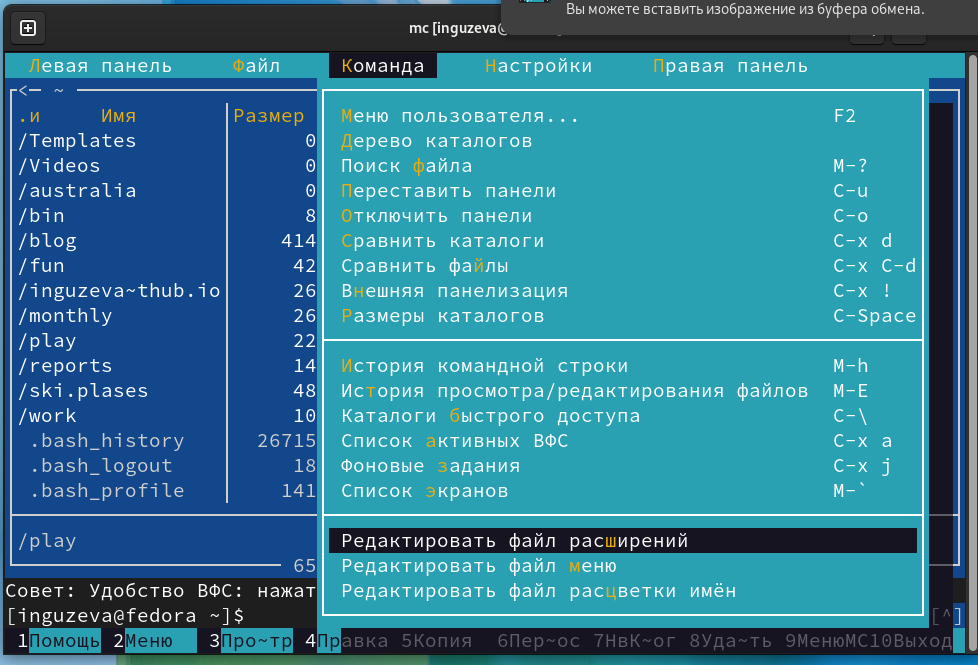 Вы можете вставить изображение из буфера обмена.
mc [inguzeva@
Левая панель Файл Команда Настройки Правая панель
<— ~
.и Имя Размер
/Templates 0
/Videos 0
/australia 0
/bin 8
/blog 414
/fun 42
/inguzeva~thub.io 26
/monthly 26
/play 22
/reports 14
/ski.plases 48
/work 10
.bash_history 26715
.bash_logout 18
.bash_profile 141
/play
65
Меню пользователя... F2
Дерево каталогов
Поиск файла M-?
Переставить панели C-u
Отключить панели C-o
Сравнить каталоги C-x d
Сравнить файлы C-x C-d
Внешняя панелизация C-x !
Размеры каталогов C-Space
История командной строки M-h
История просмотра/редактирования файлов M-E
Каталоги быстрого доступа C-\
Список активных ВФС C-x a
Фоновые задания C-x j
Список экранов M-`
Редактировать файл расширений
Редактировать файл меню
Редактировать файл расцветки имён
Совет: Удобство ВФС: нажат
[inguzeva@fedora ~]$ [^]
1Помощь 2Меню 3Про~тр 4Правка 5Копия 6Пер~ос 7НвК~ог 8Уда~ть 9МенюMC10Выход